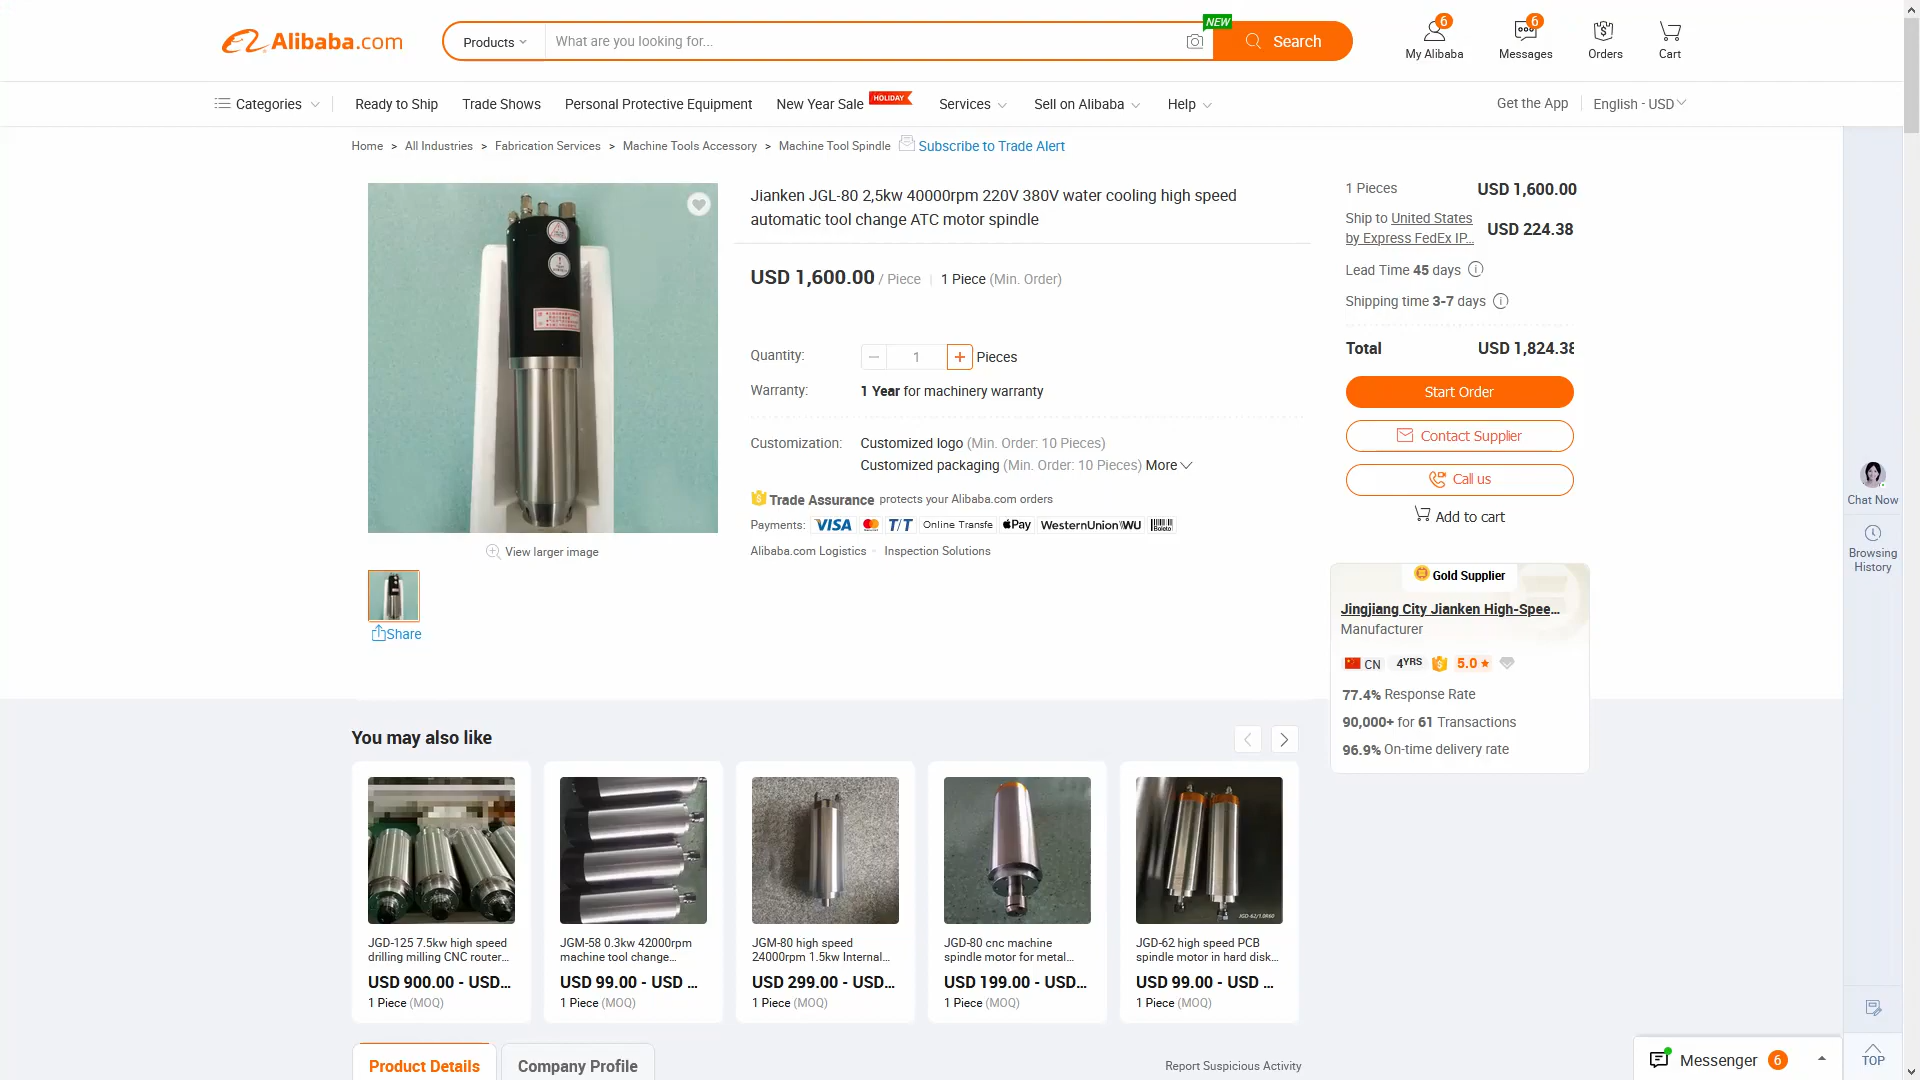 Alibaba.com
Products
What are you looking for...
NEW
Search
6
My Alibaba
6
Messages
Orders
Cart
Categories
Ready to Ship
Trade Shows
Personal Protective Equipment
New Year Sale
HOLIDAY
Services
Sell on Alibaba
Help
Get the App
English - USD
Home > All Industries > Fabrication Services > Machine Tools Accessory > Machine Tool Spindle
Subscribe to Trade Alert
Jianken JGL-80 2,5kw 40000rpm 220V 380V water cooling high speed
automatic tool change ATC motor spindle
USD 1,600.00 / Piece | 1 Piece (Min. Order)
Quantity:
1
Pieces
Warranty:
1 Year for machinery warranty
Customization:
Customized logo (Min. Order: 10 Pieces)
Customized packaging (Min. Order: 10 Pieces) More
Trade Assurance protects your Alibaba.com orders
Payments: VISA T/T Online Transfe Pay WesternUnion WU Boleto
Alibaba.com Logistics · Inspection Solutions
View larger image
Share
1 Pieces
USD 1,600.00
Ship to United States
by Express FedEx IP...
USD 224.38
Lead Time 45 days
Shipping time 3-7 days
Total
USD 1,824.38
Start Order
Contact Supplier
Call us
Add to cart
Gold Supplier
Jingjiang City Jianken High-Spee...
Manufacturer
CN 4YRS 5.0
77.4% Response Rate
90,000+ for 61 Transactions
96.9% On-time delivery rate
Chat Now
Browsing
History
You may also like
JGD-125 7.5kw high speed
drilling milling CNC router...
USD 900.00 - USD...
1 Piece (MOQ)
JGM-58 0.3kw 42000rpm
machine tool change...
USD 99.00 - USD ...
1 Piece (MOQ)
JGM-80 high speed
24000rpm 1.5kw Internal...
USD 299.00 - USD...
1 Piece (MOQ)
JGD-80 cnc machine
spindle motor for metal...
USD 199.00 - USD...
1 Piece (MOQ)
JGD-62/1.0R60
JGD-62 high speed PCB
spindle motor in hard disk...
USD 99.00 - USD ...
1 Piece (MOQ)
Product Details
Company Profile
Report Suspicious Activity
Messenger
6
TOP